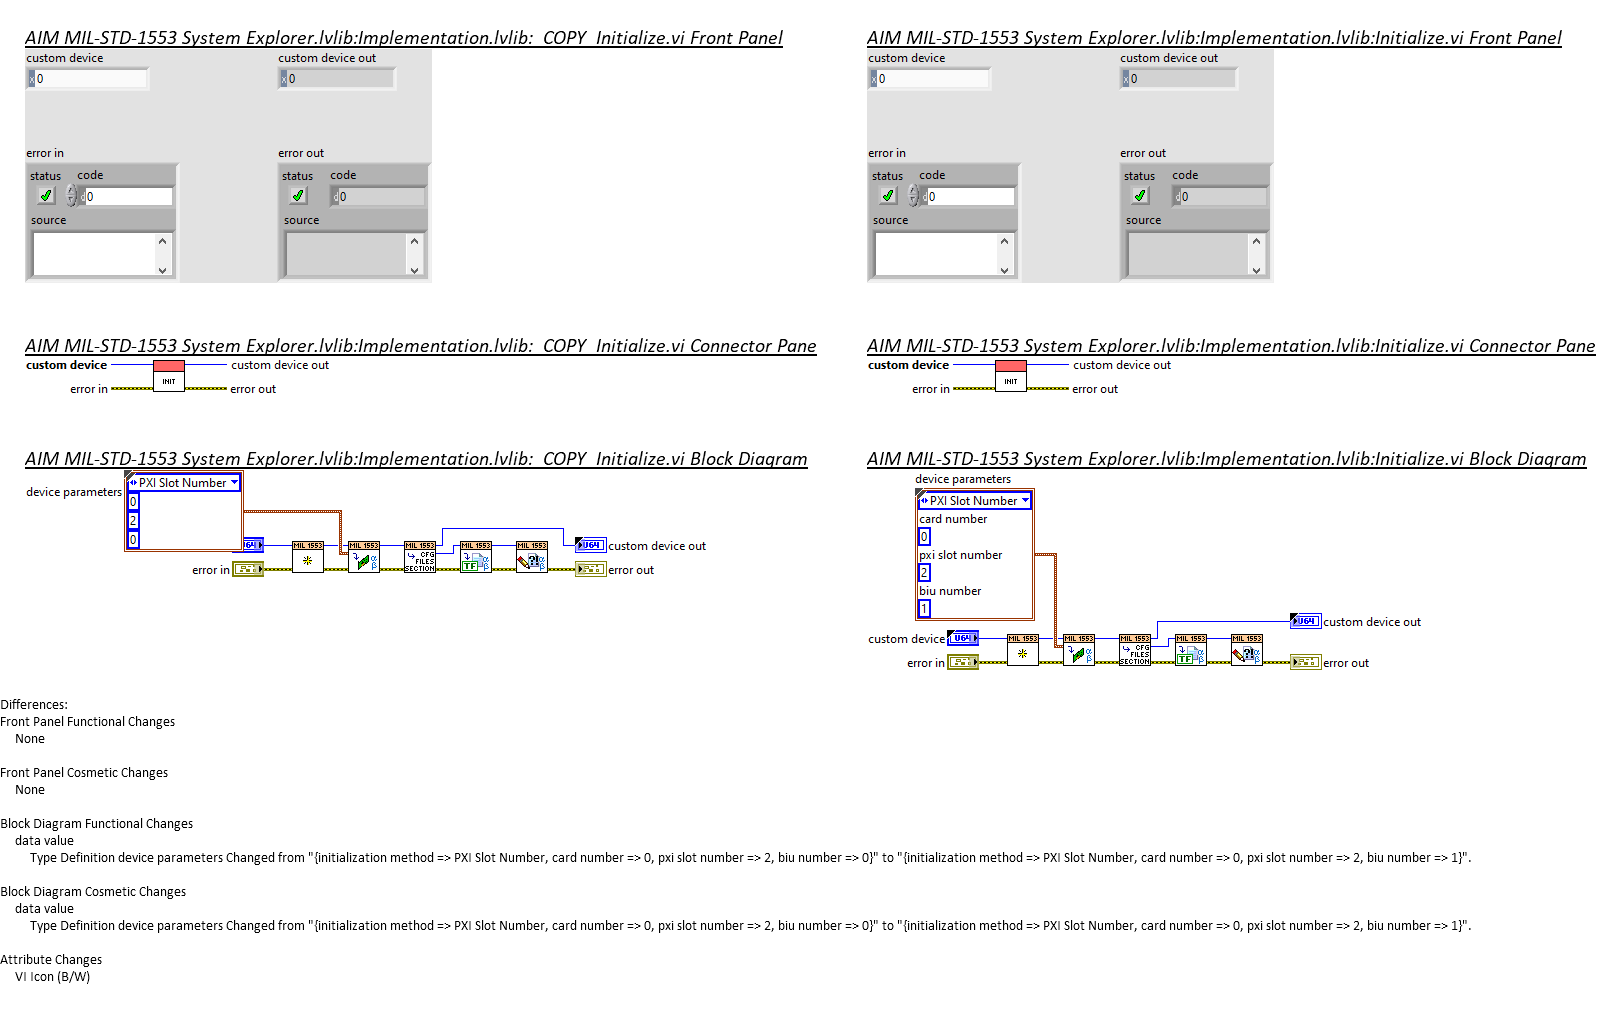 AIM MIL-STD-1553 System Explorer.lvlib:Implementation.lvlib:  COPY  Initialize.vi Front Panel
custom device
custom device out
x 0
x 0
error in
error out
status
code
status
code
d 0
d 0
source
source
AIM MIL-STD-1553 System Explorer.lvlib:Implementation.lvlib:Initialize.vi Front Panel
custom device
custom device out
x 0
x 0
error in
error out
status
code
status
code
d 0
d 0
source
source
AIM MIL-STD-1553 System Explorer.lvlib:Implementation.lvlib:  COPY  Initialize.vi Connector Pane
custom device
INIT
custom device out
error in
error out
AIM MIL-STD-1553 System Explorer.lvlib:Implementation.lvlib:Initialize.vi Connector Pane
custom device
INIT
custom device out
error in
error out
AIM MIL-STD-1553 System Explorer.lvlib:Implementation.lvlib:  COPY  Initialize.vi Block Diagram
device parameters
PXI Slot Number
0
2
0
U64
MIL 1553
MIL 1553
α
β
MIL 1553
CFG
FILES
SECTION
MIL 1553
TF
α
β
MIL 1553
?!
α
β
U64
custom device out
error in
error out
AIM MIL-STD-1553 System Explorer.lvlib:Implementation.lvlib:Initialize.vi Block Diagram
device parameters
PXI Slot Number
card number
0
pxi slot number
2
biu number
1
custom device
U64
MIL 1553
MIL 1553
α
β
MIL 1553
CFG
FILES
SECTION
MIL 1553
TF
α
β
MIL 1553
?!
α
β
U64
custom device out
error in
error out
Differences:
Front Panel Functional Changes
None
Front Panel Cosmetic Changes
None
Block Diagram Functional Changes
data value
Type Definition device parameters Changed from "{initialization method => PXI Slot Number, card number => 0, pxi slot number => 2, biu number => 0}" to "{initialization method => PXI Slot Number, card number => 0, pxi slot number => 2, biu number => 1}".
Block Diagram Cosmetic Changes
data value
Type Definition device parameters Changed from "{initialization method => PXI Slot Number, card number => 0, pxi slot number => 2, biu number => 0}" to "{initialization method => PXI Slot Number, card number => 0, pxi slot number => 2, biu number => 1}".
Attribute Changes
VI Icon (B/W)